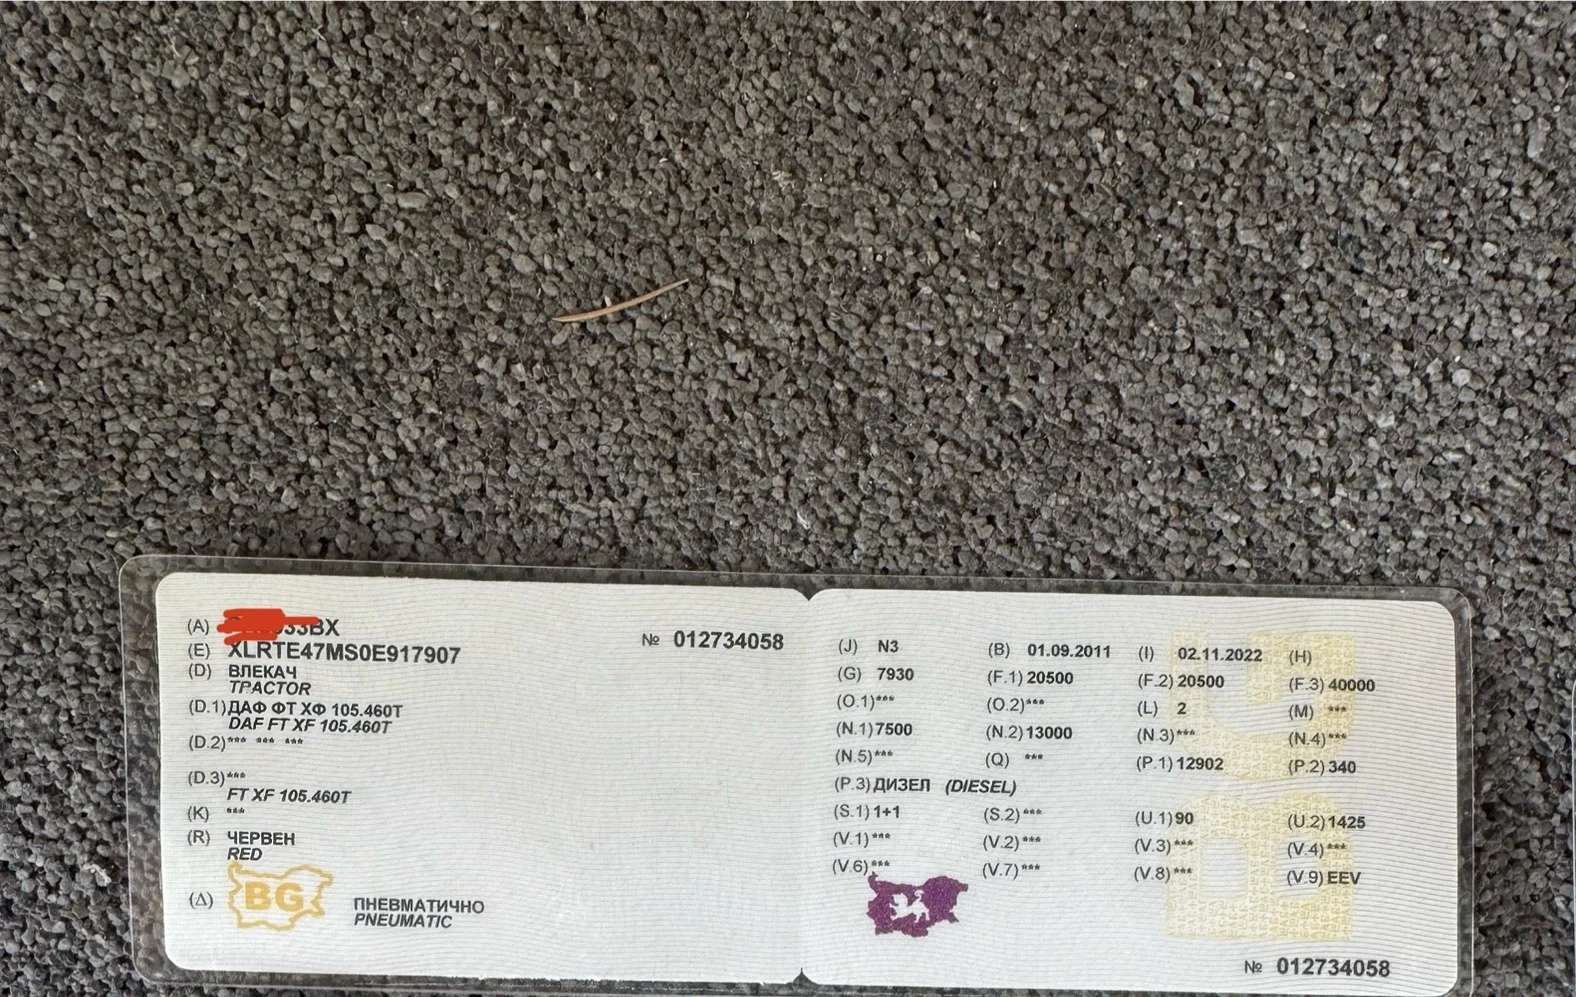 (A) 33BX
(E) XLRTE47MS0E917907
№ 012734058
(D) ВЛЕКАЧ
TPACTOR
(D.1) ДАФ ФТ ХФ 105.460Т
DAF FT XF 105.460T
(D.2) *** *** ***
(D.3) ***
FT XF 105.460T
(K) ***
(R) ЧЕРВЕН
RED
BG
(Δ) ПНЕВМАТИЧНО
PNEUMATIC
(J) N3 (B) 01.09.2011 (I) 02.11.2022 (H)
(G) 7930 (F.1) 20500 (F.2) 20500 (F.3) 40000
(O.1) *** (O.2) *** (L) 2 (M) ***
(N.1) 7500 (N.2) 13000 (N.3) *** (N.4) ***
(N.5) *** (Q) *** (P.1) 12902 (P.2) 340
(P.3) ДИЗЕЛ (DIESEL)
(S.1) 1+1 (S.2) *** (U.1) 90 (U.2) 1425
(V.1) *** (V.2) *** (V.3) *** (V.4) ***
(V.6) *** (V.7) *** (V.8) *** (V.9) EEV
№ 012734058